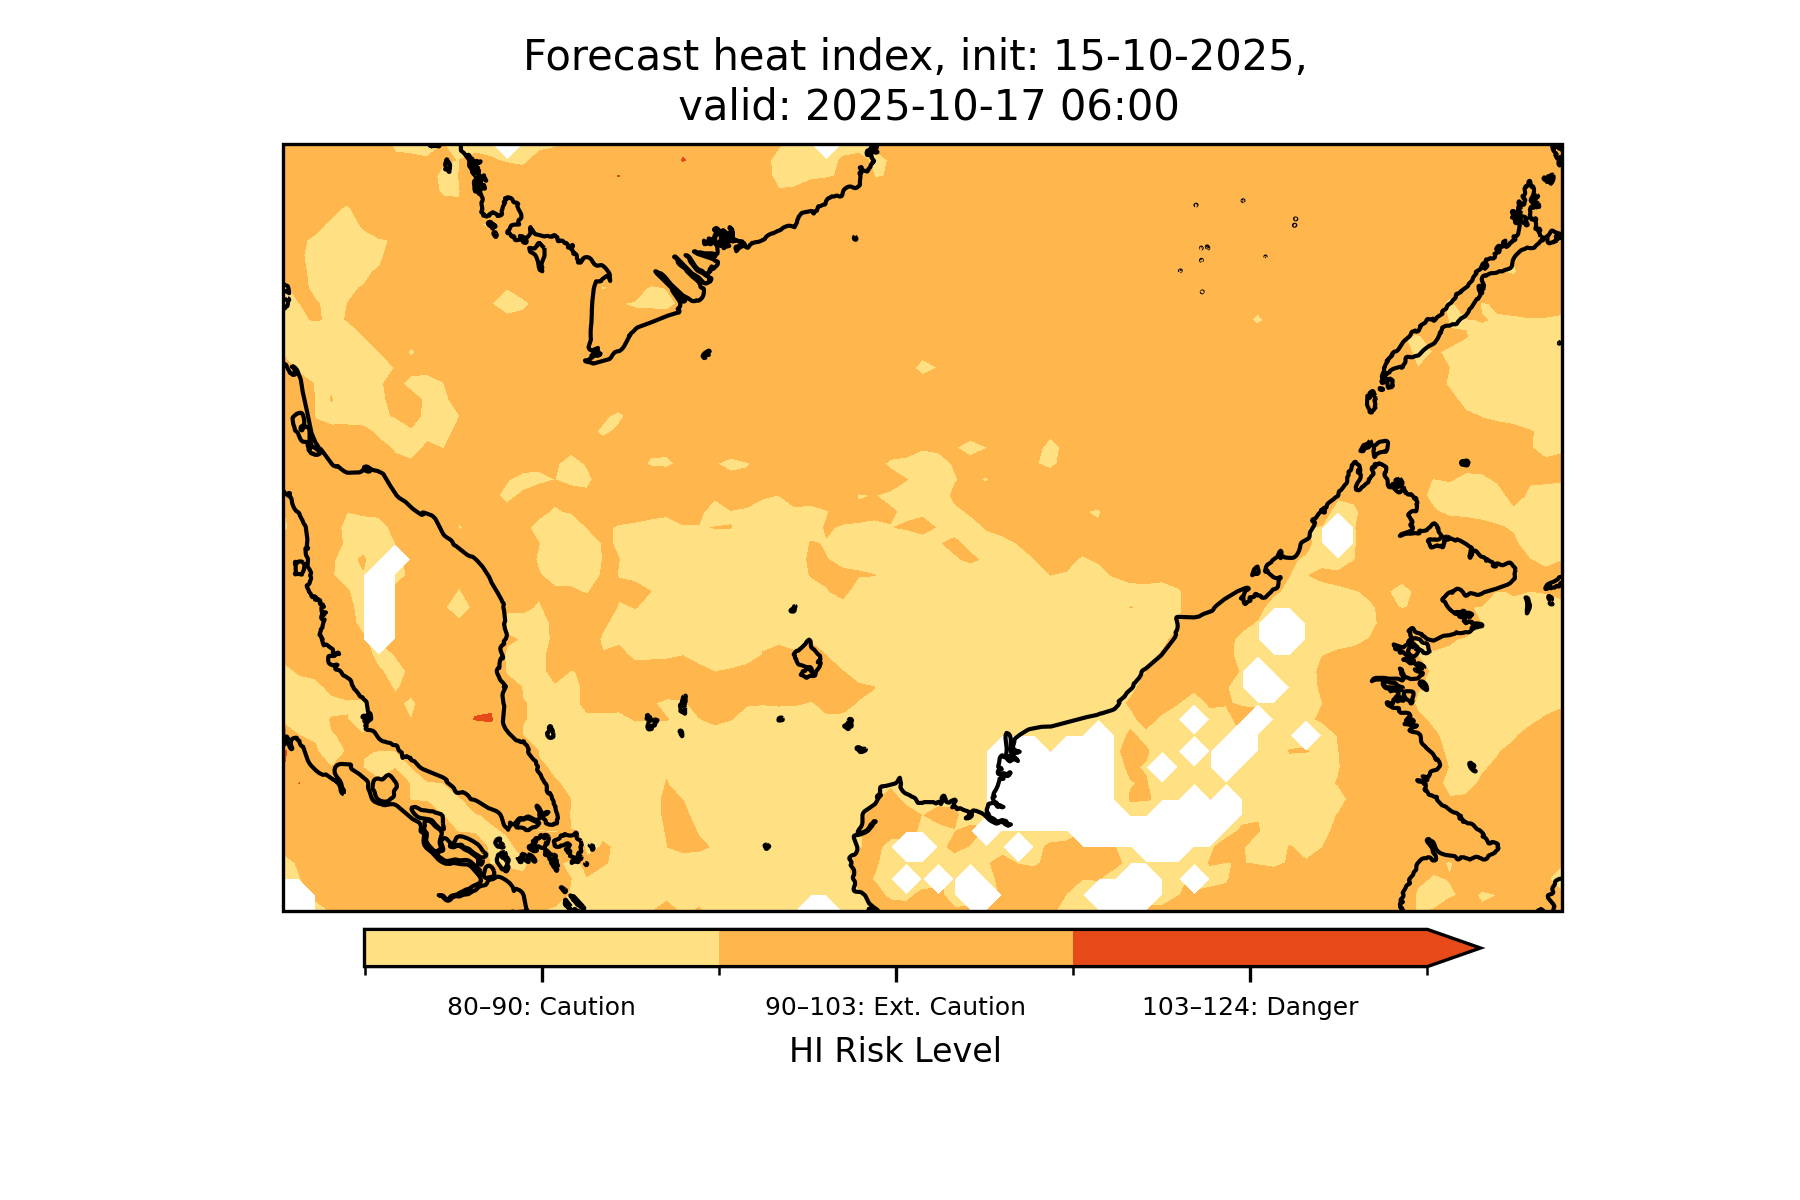 Forecast heat index, init: 15-10-2025,
valid: 2025-10-17 06:00
80–90: Caution
90–103: Ext. Caution
103–124: Danger
HI Risk Level